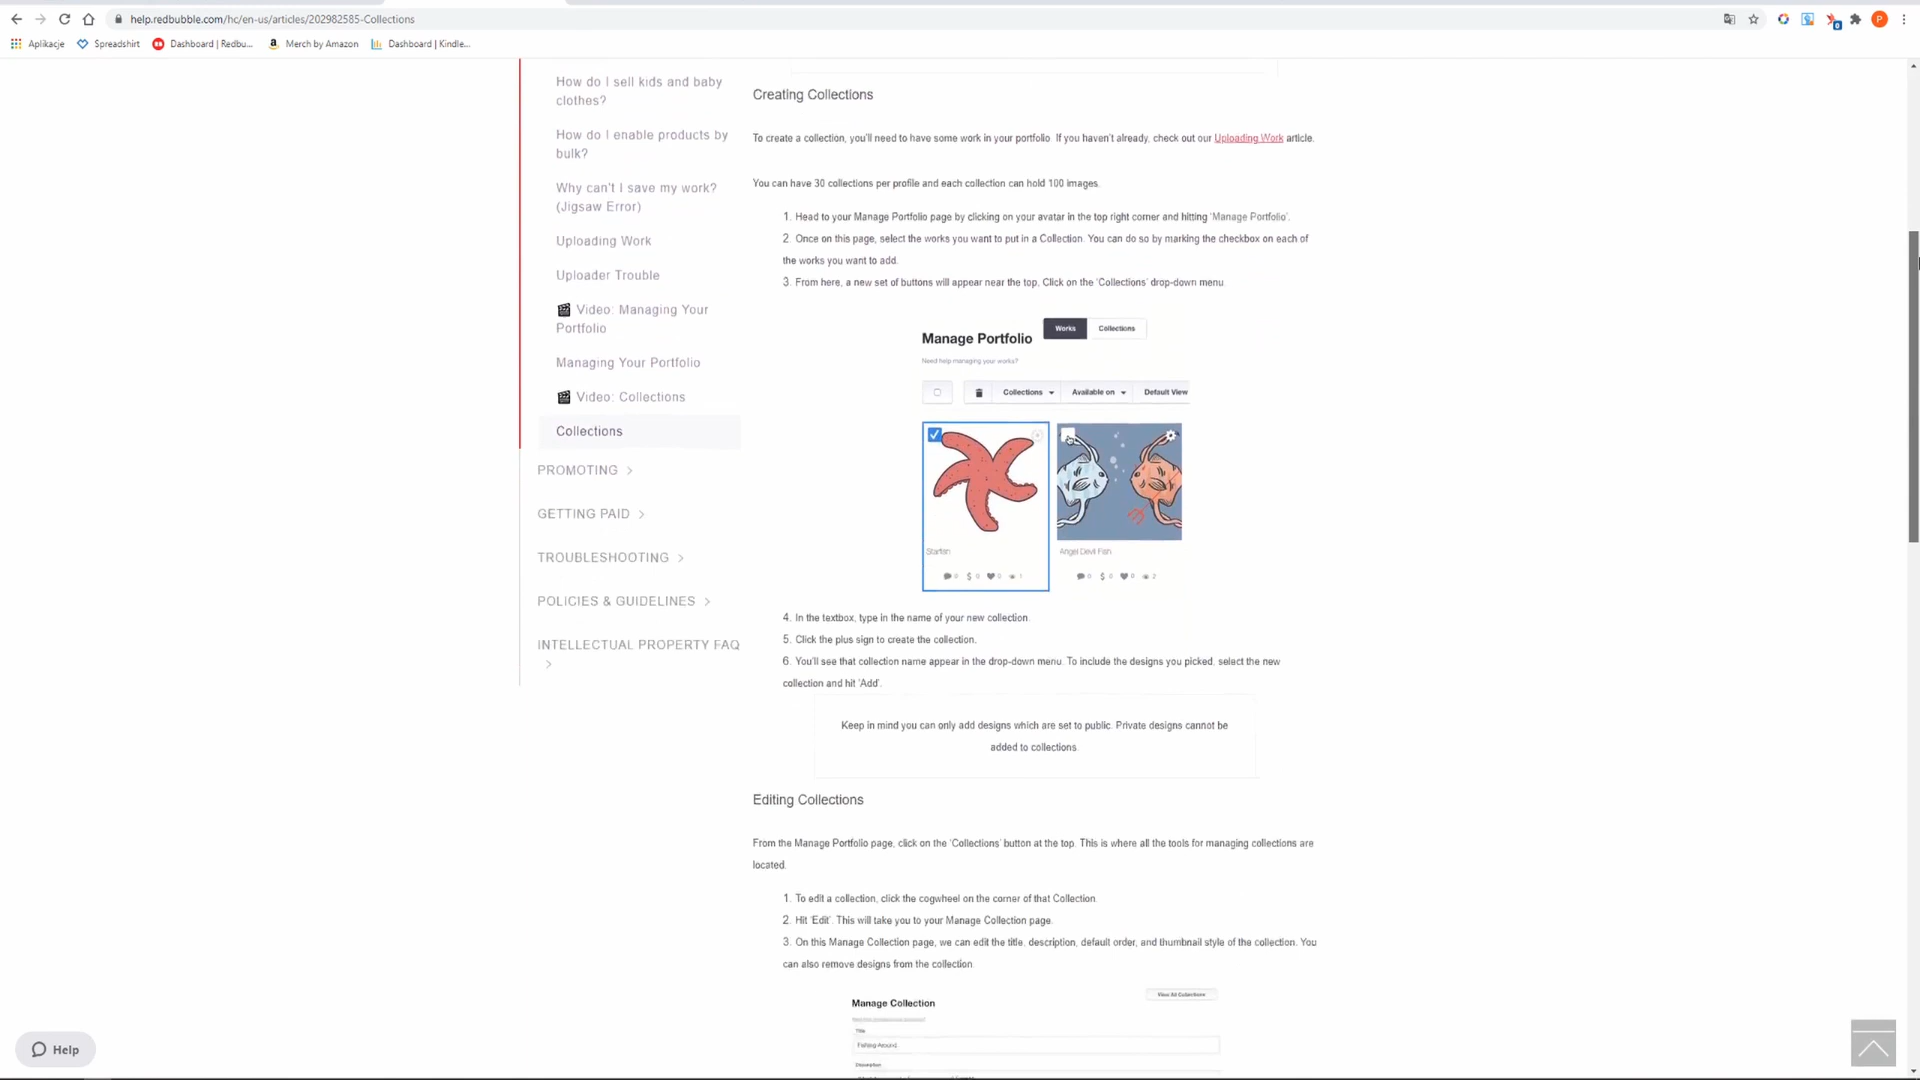 help.redbubble.com/hc/en-us/articles/202982585-Collections
Aplikacje
Spreadshirt
Dashboard | Redbu...
Merch by Amazon
Dashboard | Kindle...
How do I sell kids and baby
clothes?
How do I enable products by
bulk?
Why can't I save my work?
(Jigsaw Error)
Uploading Work
Uploader Trouble
Video: Managing Your
Portfolio
Managing Your Portfolio
Video: Collections
Collections
PROMOTING
GETTING PAID
TROUBLESHOOTING
POLICIES & GUIDELINES
INTELLECTUAL PROPERTY FAQ
Creating Collections
To create a collection, you'll need to have some work in your portfolio. If you haven't already, check out our Uploading Work article.
You can have 30 collections per profile and each collection can hold 100 images.
1. Head to your Manage Portfolio page by clicking on your avatar in the top right corner and hitting 'Manage Portfolio'.
2. Once on this page, select the works you want to put in a Collection. You can do so by marking the checkbox on each of
the works you want to add.
3. From here, a new set of buttons will appear near the top. Click on the 'Collections' drop-down menu.
Manage Portfolio
Works
Collections
Need help managing your works?
Collections
Available on
Default View
Angel Devil Fish
0 $ 0 0 1
0 $ 0 0 2
4. In the textbox, type in the name of your new collection.
5. Click the plus sign to create the collection.
6. You'll see that collection name appear in the drop-down menu. To include the designs you picked, select the new
collection and hit 'Add'.
Keep in mind you can only add designs which are set to public. Private designs cannot be
added to collections
Editing Collections
From the Manage Portfolio page, click on the 'Collections' button at the top. This is where all the tools for managing collections are
located.
1. To edit a collection, click the cogwheel on the corner of that Collection.
2. Hit 'Edit'. This will take you to your Manage Collection page.
3. On this Manage Collection page, we can edit the title, description, default order, and thumbnail style of the collection. You
can also remove designs from the collection.
Manage Collection
View All Collections
Title
Fishing Around
Description
Help
P
0